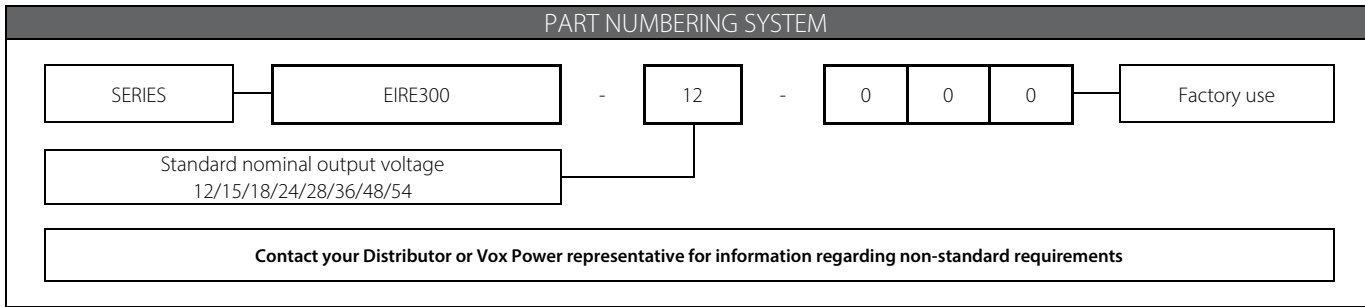 PART NUMBERING SYSTEM
SERIES EIRE300 - 12 - 0 0 0 Factory use
Standard nominal output voltage
12/15/18/24/28/36/48/54
Contact your Distributor or Vox Power representative for information regarding non-standard requirements